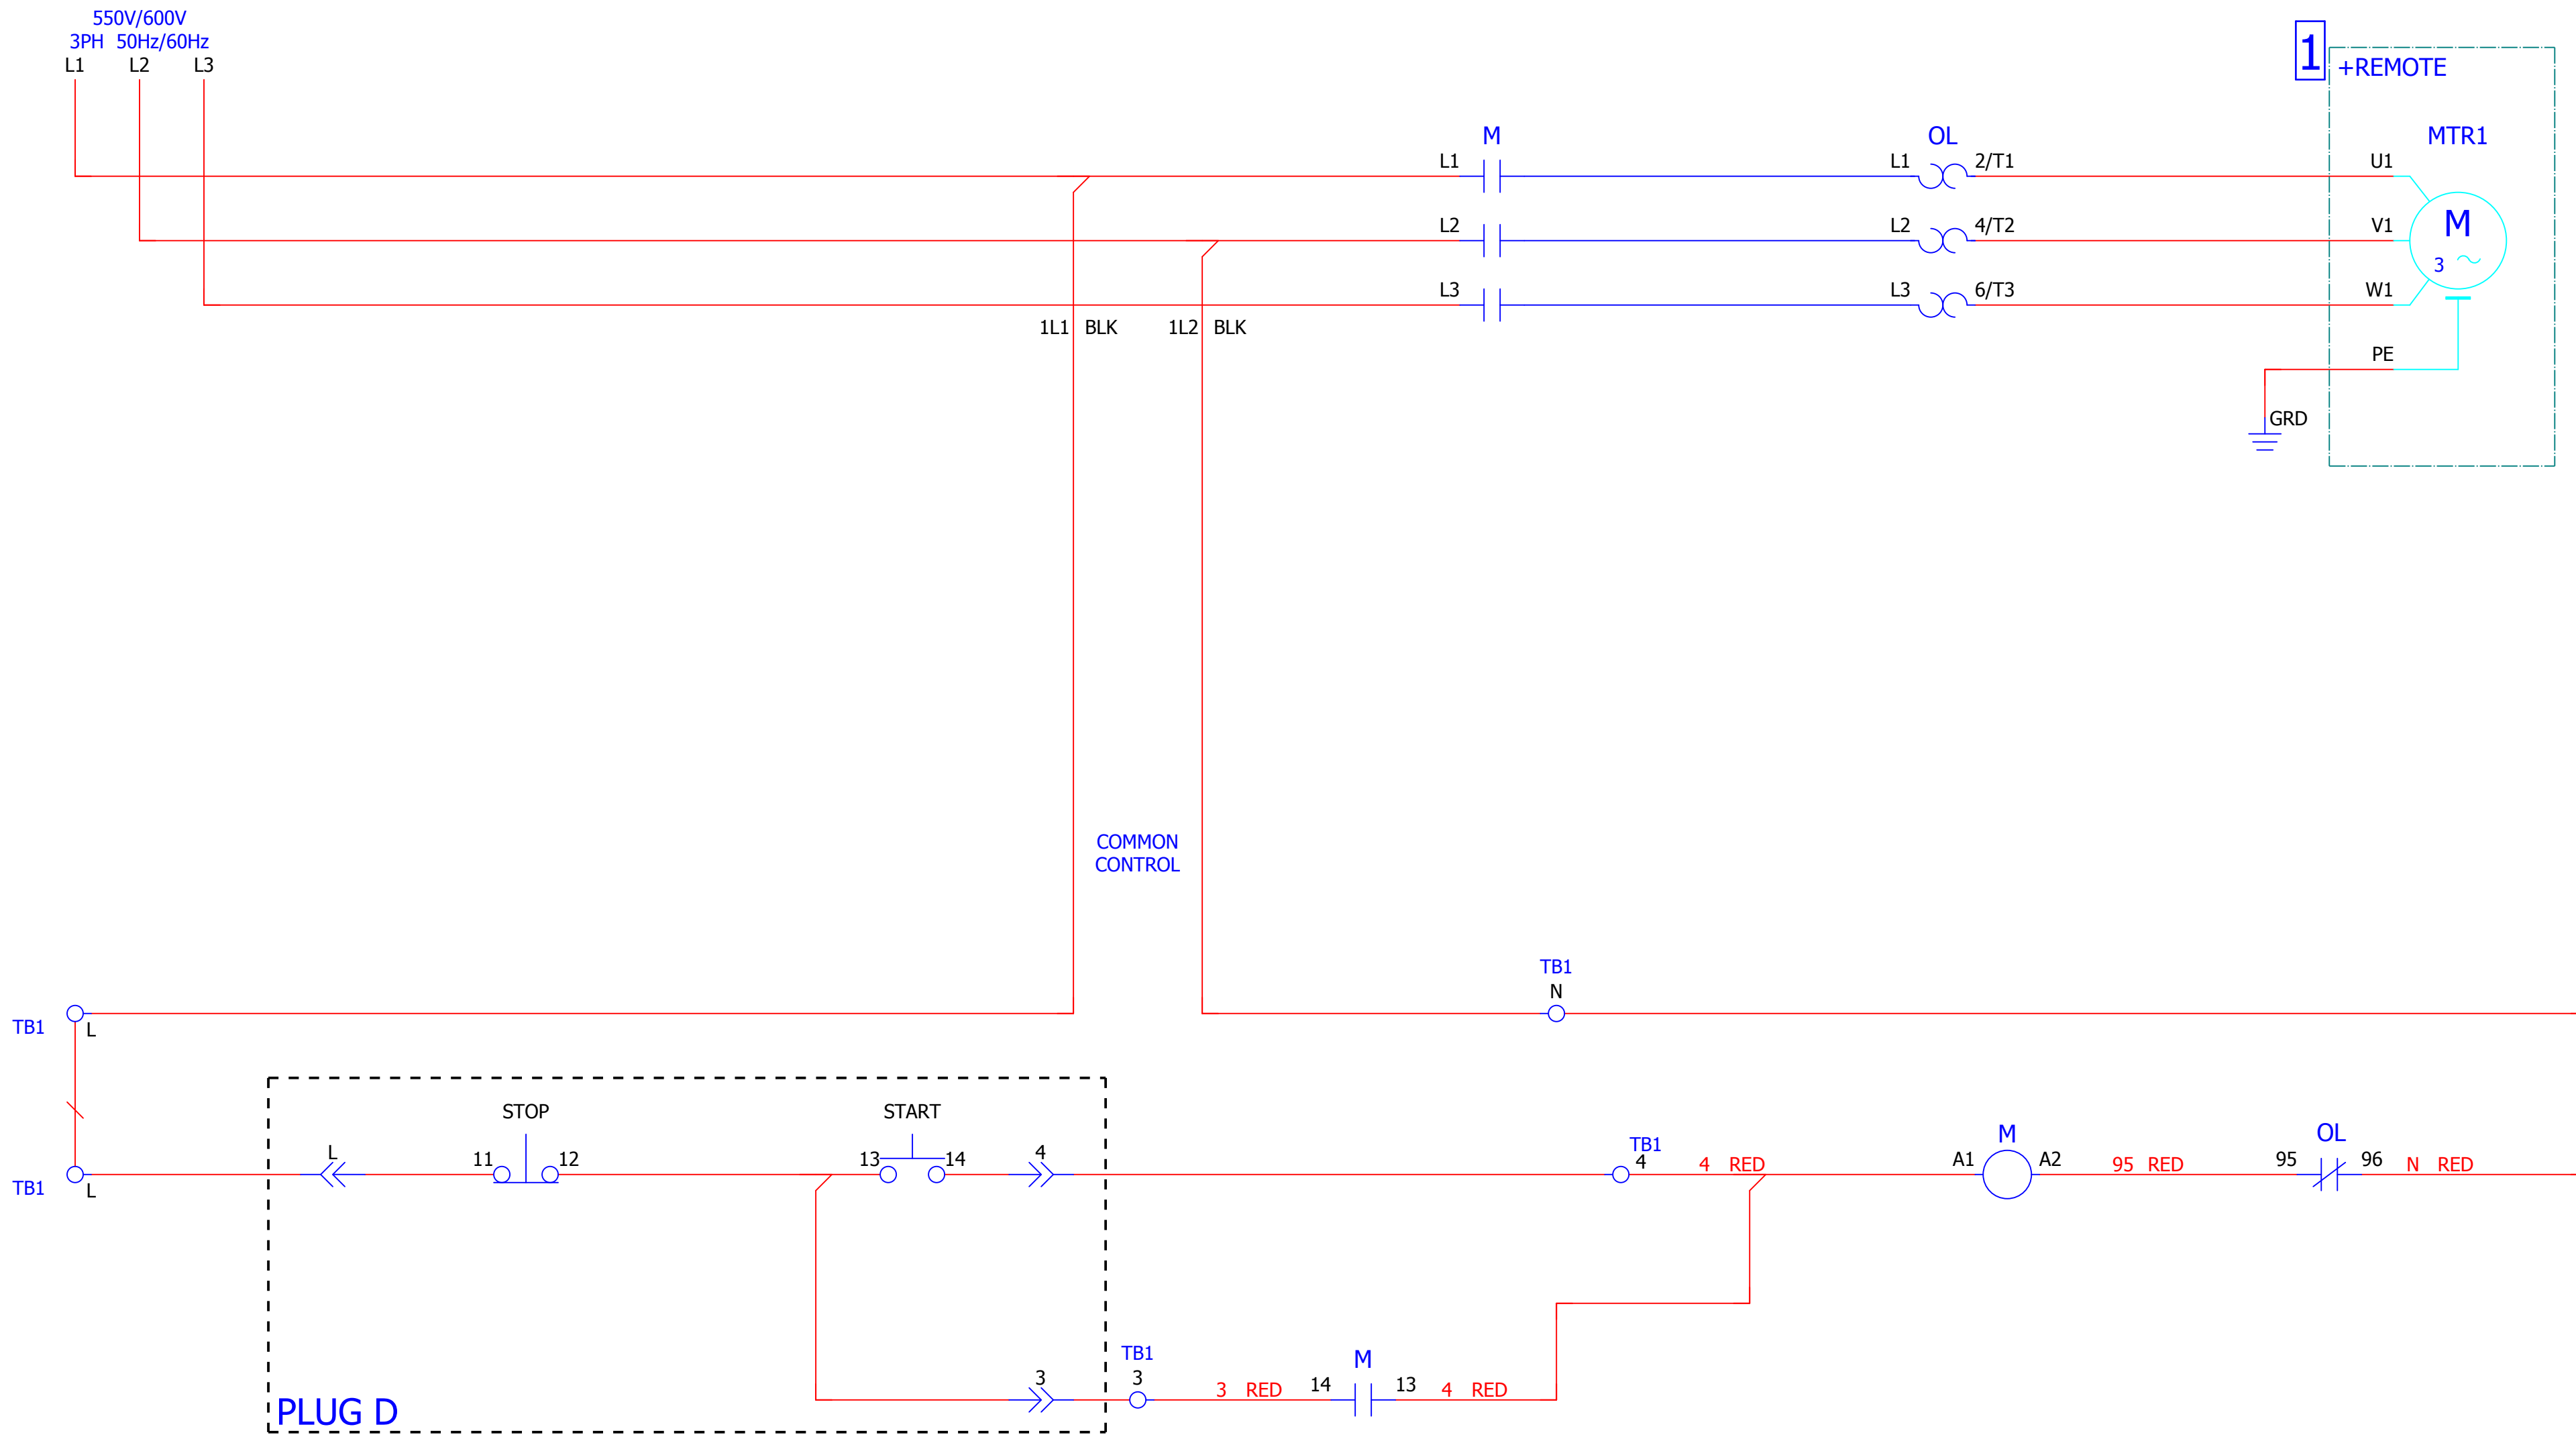 550V/600V
3PH 50Hz/60Hz
L1 L2 L3
1
+REMOTE
M OL MTR1
L1 L1 2/T1 U1
L2 L2 4/T2 V1
M
3
L3 L3 6/T3 W1
1L1 BLK 1L2 BLK
PE
GRD
COMMON
CONTROL
TB1
N
TB1 L
STOP START
TB1
M OL
L 11 12 13 14 4 4 4 RED A1 A2 95 RED 95 96 N RED
TB1 L
TB1
M
3 3 3 RED 14 13 4 RED
PLUG D